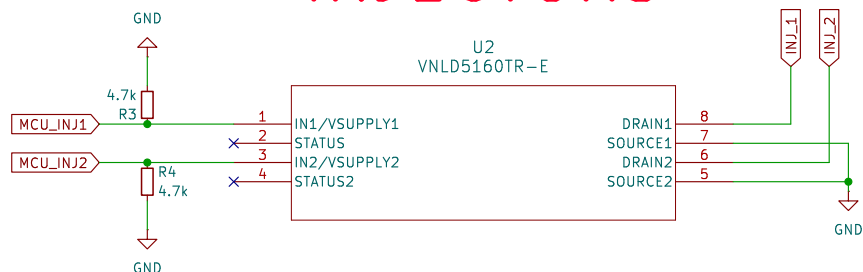 GND
U2
VNLD5160TR-E
INJ_1
INJ_2
4.7k
R3
MCU_INJ1
1
IN1/VSUPPLY1
DRAIN1
8
2
STATUS
SOURCE1
7
MCU_INJ2
3
IN2/VSUPPLY2
DRAIN2
6
R4
4.7k
4
STATUS2
SOURCE2
5
GND
GND